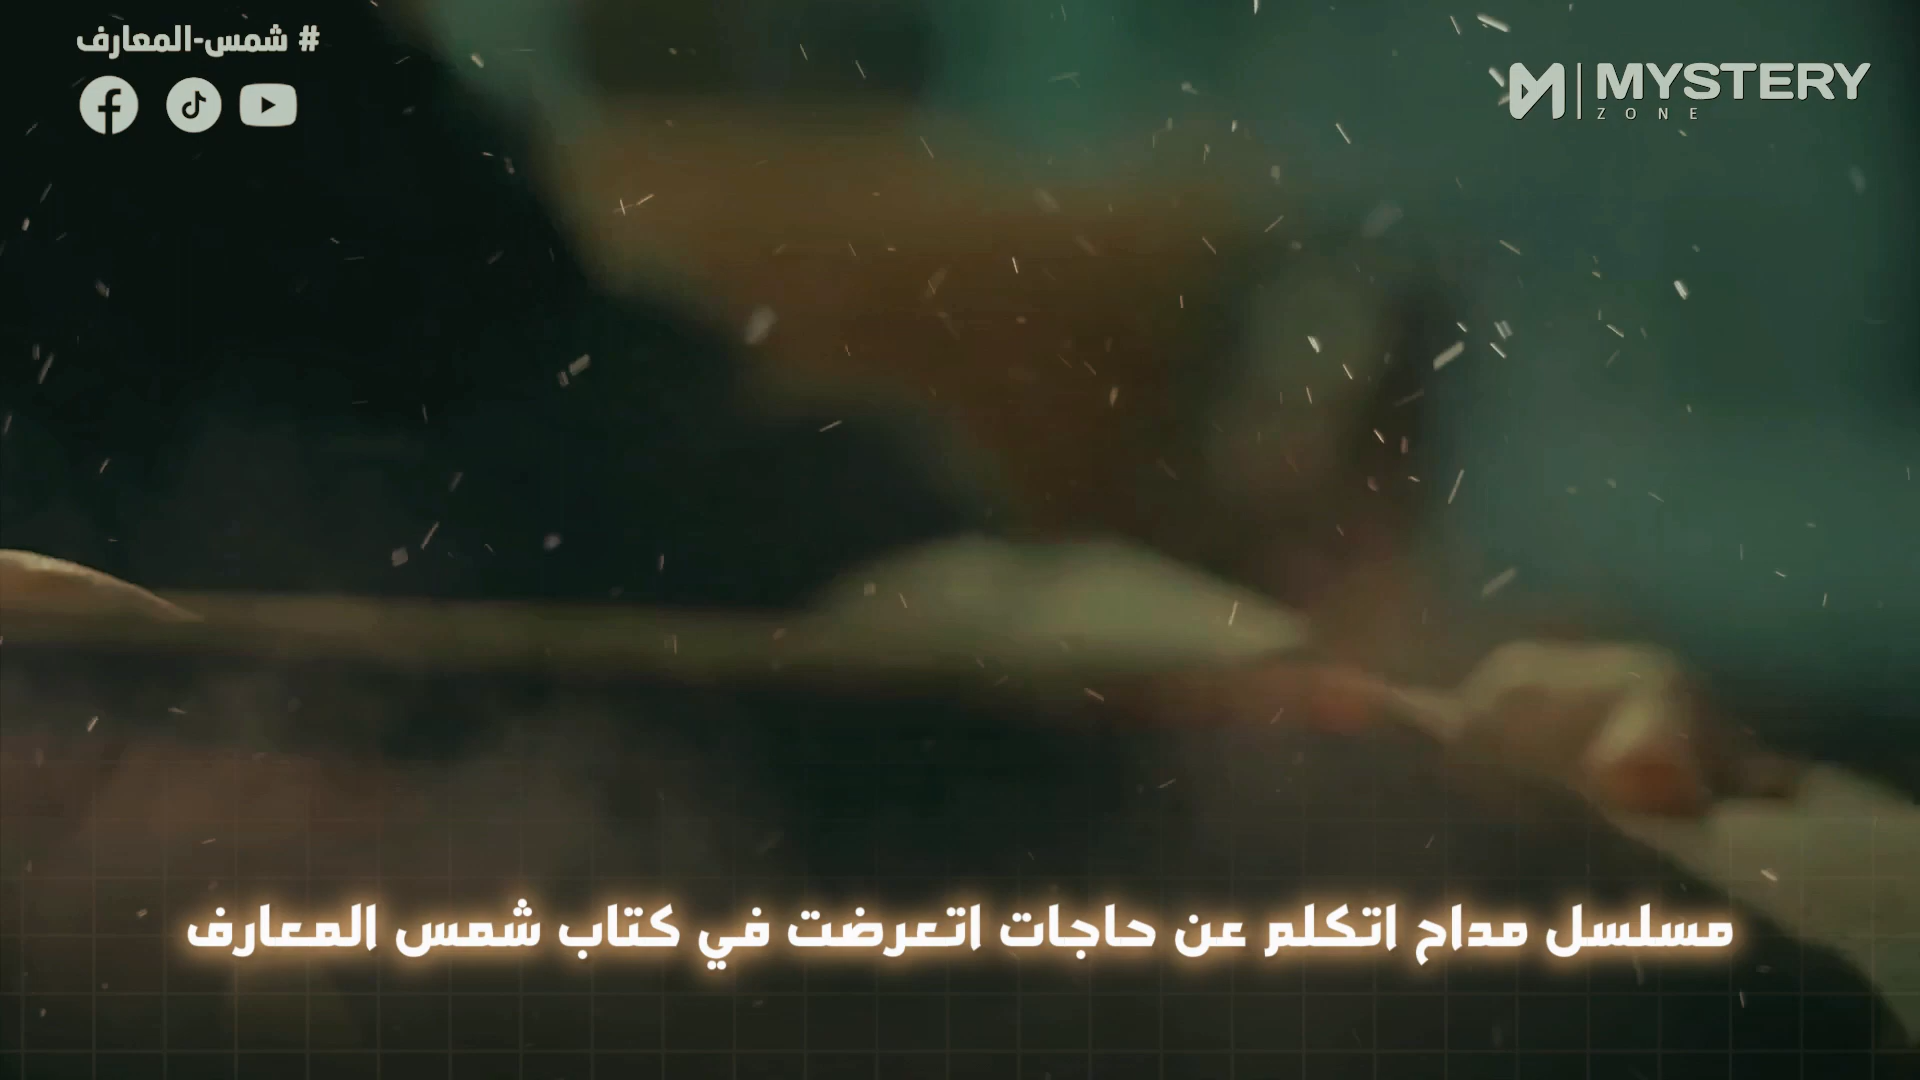 # شمس-المعارف
MYSTERY
ZONE
مسلسل مداح اتكلم عن حاجات اتعرضت في كتاب شمس المعارف